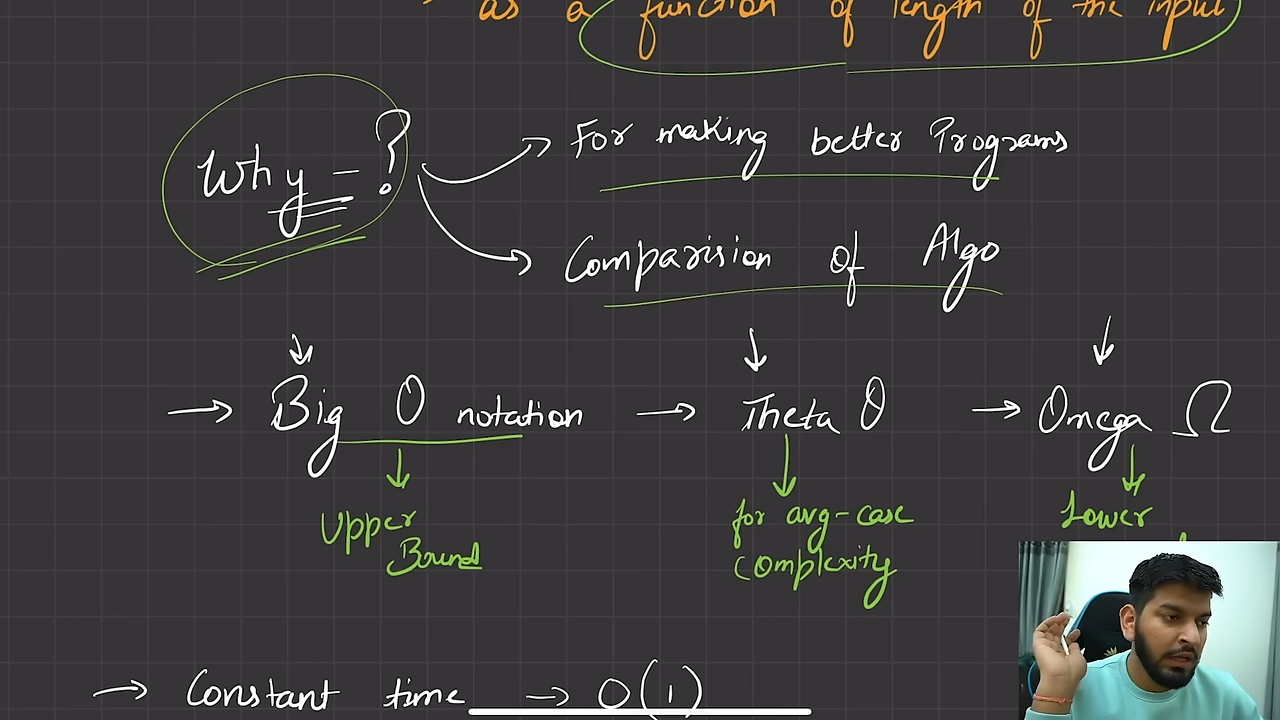 as a function of length of the input
Why - ?
→ For making better Programs
→ Comparision of Algo
→ Big O notation → Theta θ → Omega Ω
Upper Bound
for avg-case complexity
Lower
→ Constant time → O(1)